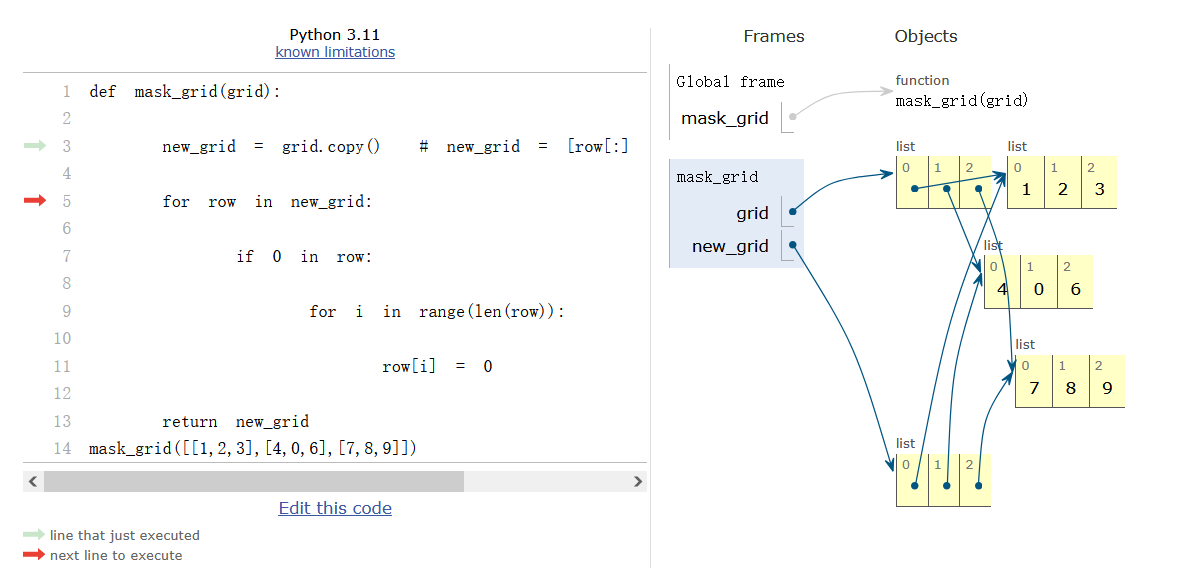 Python 3.11
known limitations
1 def mask_grid(grid):
2
3 new_grid = grid.copy() # new_grid = [row[:]
4
5 for row in new_grid:
6
7 if 0 in row:
8
9 for i in range(len(row)):
10
11 row[i] = 0
12
13 return new_grid
14 mask_grid([[1,2,3],[4,0,6],[7,8,9]])
Edit this code
line that just executed
next line to execute
Frames Objects
Global frame
mask_grid
function
mask_grid(grid)
mask_grid
grid
new_grid
list
0 1 2
list
0 1 2
1 2 3
list
0 1 2
4 0 6
list
0 1 2
7 8 9
list
0 1 2